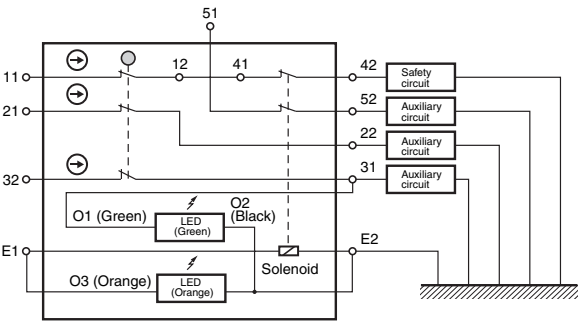 51
11
12
41
42
Safety
circuit
21
52
Auxiliary
circuit
22
Auxiliary
circuit
32
31
Auxiliary
circuit
O1 (Green)
LED
(Green)
O2
(Black)
E1
Solenoid
E2
O3 (Orange)
LED
(Orange)